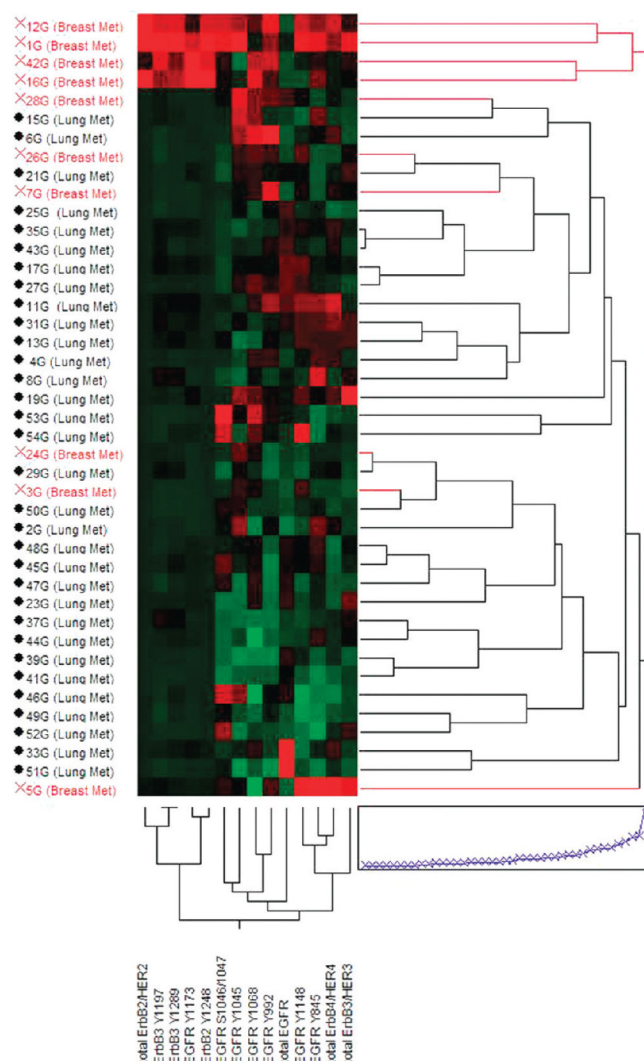 12G (Breast Met)
1G (Breast Met)
42G (Breast Met)
16G (Breast Met)
28G (Breast Met)
15G (Lung Met)
6G (Lung Met)
26G (Breast Met)
21G (Lung Met)
7G (Breast Met)
25G (Lung Met)
35G (Lung Met)
43G (Lung Met)
17G (Lung Met)
27G (Lung Met)
11G (Lung Met)
31G (Lung Met)
13G (Lung Met)
4G (Lung Met)
8G (Lung Met)
19G (Lung Met)
53G (Lung Met)
54G (Lung Met)
24G (Breast Met)
29G (Lung Met)
3G (Breast Met)
50G (Lung Met)
2G (Lung Met)
48G (Lung Met)
45G (Lung Met)
47G (Lung Met)
23G (Lung Met)
37G (Lung Met)
44G (Lung Met)
39G (Lung Met)
41G (Lung Met)
46G (Lung Met)
49G (Lung Met)
52G (Lung Met)
33G (Lung Met)
51G (Lung Met)
5G (Breast Met)
otal ErbB2/HER2
ErbB3 Y1197
ErbB3 Y1289
EGFR Y1173
ErbB2 Y1248
EGFR S1046/1047
EGFR Y1045
EGFR Y1068
EGFR Y992
otal EGFR
EGFR Y1148
EGFR Y845
otal ErbB4/HER4
otal ErbB3/HER3